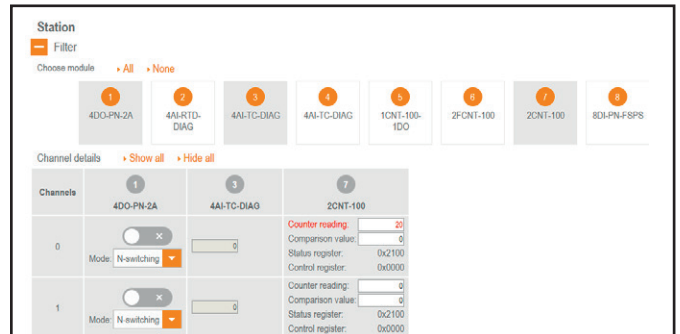 Station
Filter
Choose module All None
1 2 3 4 5 6 7 8
4DO-PN-2A 4AI-RTD-DIAG 4AI-TC-DIAG 4AI-TC-DIAG 1CNT-100-1DO 2FCNT-100 2CNT-100 8DI-PN-FSPS
Channel details Show all Hide all
Channels 1 3 7
4DO-PN-2A 4AI-TC-DIAG 2CNT-100
0
Mode: N-switching
0
Counter reading: 20
Comparison value: 0
Status register: 0x2100
Control register: 0x0000
1
Mode: N-switching
0
Counter reading: 0
Comparison value: 0
Status register: 0x2100
Control register: 0x0000